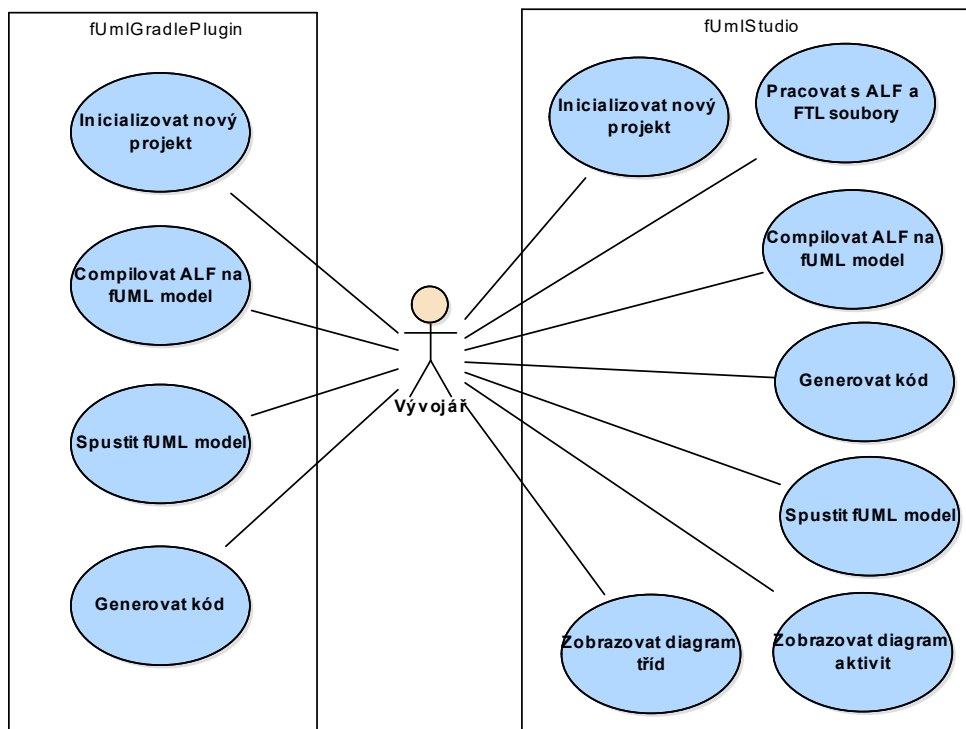 fUmlGradlePlugin
Inicializovat nový
projekt
Compilovat ALF na
fUML model
Spustit fUML model
Generovat kód
Vývojář
fUmlStudio
Inicializovat nový
projekt
Pracovat s ALF a
FTL soubory
Compilovat ALF na
fUML model
Generovat kód
Spustit fUML model
Zobrazovat diagram
tříd
Zobrazovat diagram
aktivit